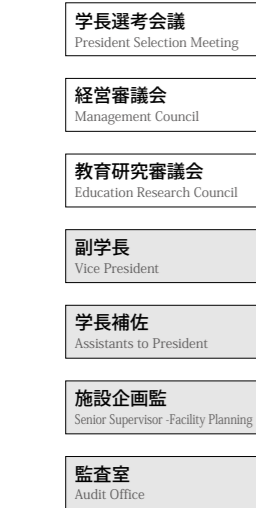 学長選考会議
President Selection Meeting
経営審議会
Management Council
教育研究審議会
Education Research Council
副学長
Vice President
学長補佐
Assistants to President
施設企画監
Senior Supervisor -Facility Planning
監査室
Audit Office